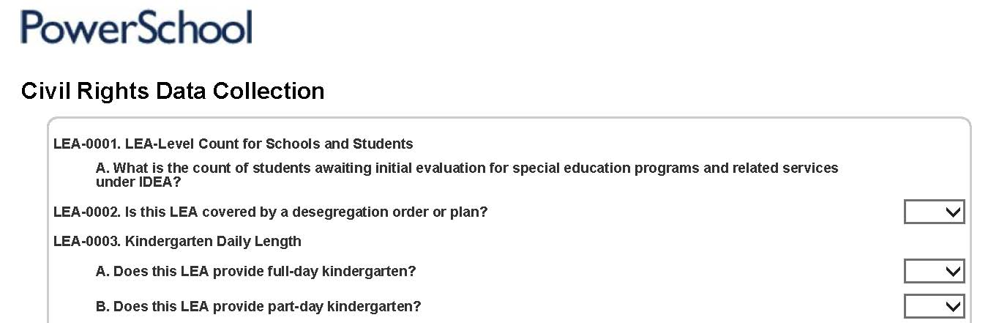 PowerSchool
Civil Rights Data Collection
LEA-0001. LEA-Level Count for Schools and Students
A. What is the count of students awaiting initial evaluation for special education programs and related services
under IDEA?
LEA-0002. Is this LEA covered by a desegregation order or plan?
LEA-0003. Kindergarten Daily Length
A. Does this LEA provide full-day kindergarten?
B. Does this LEA provide part-day kindergarten?